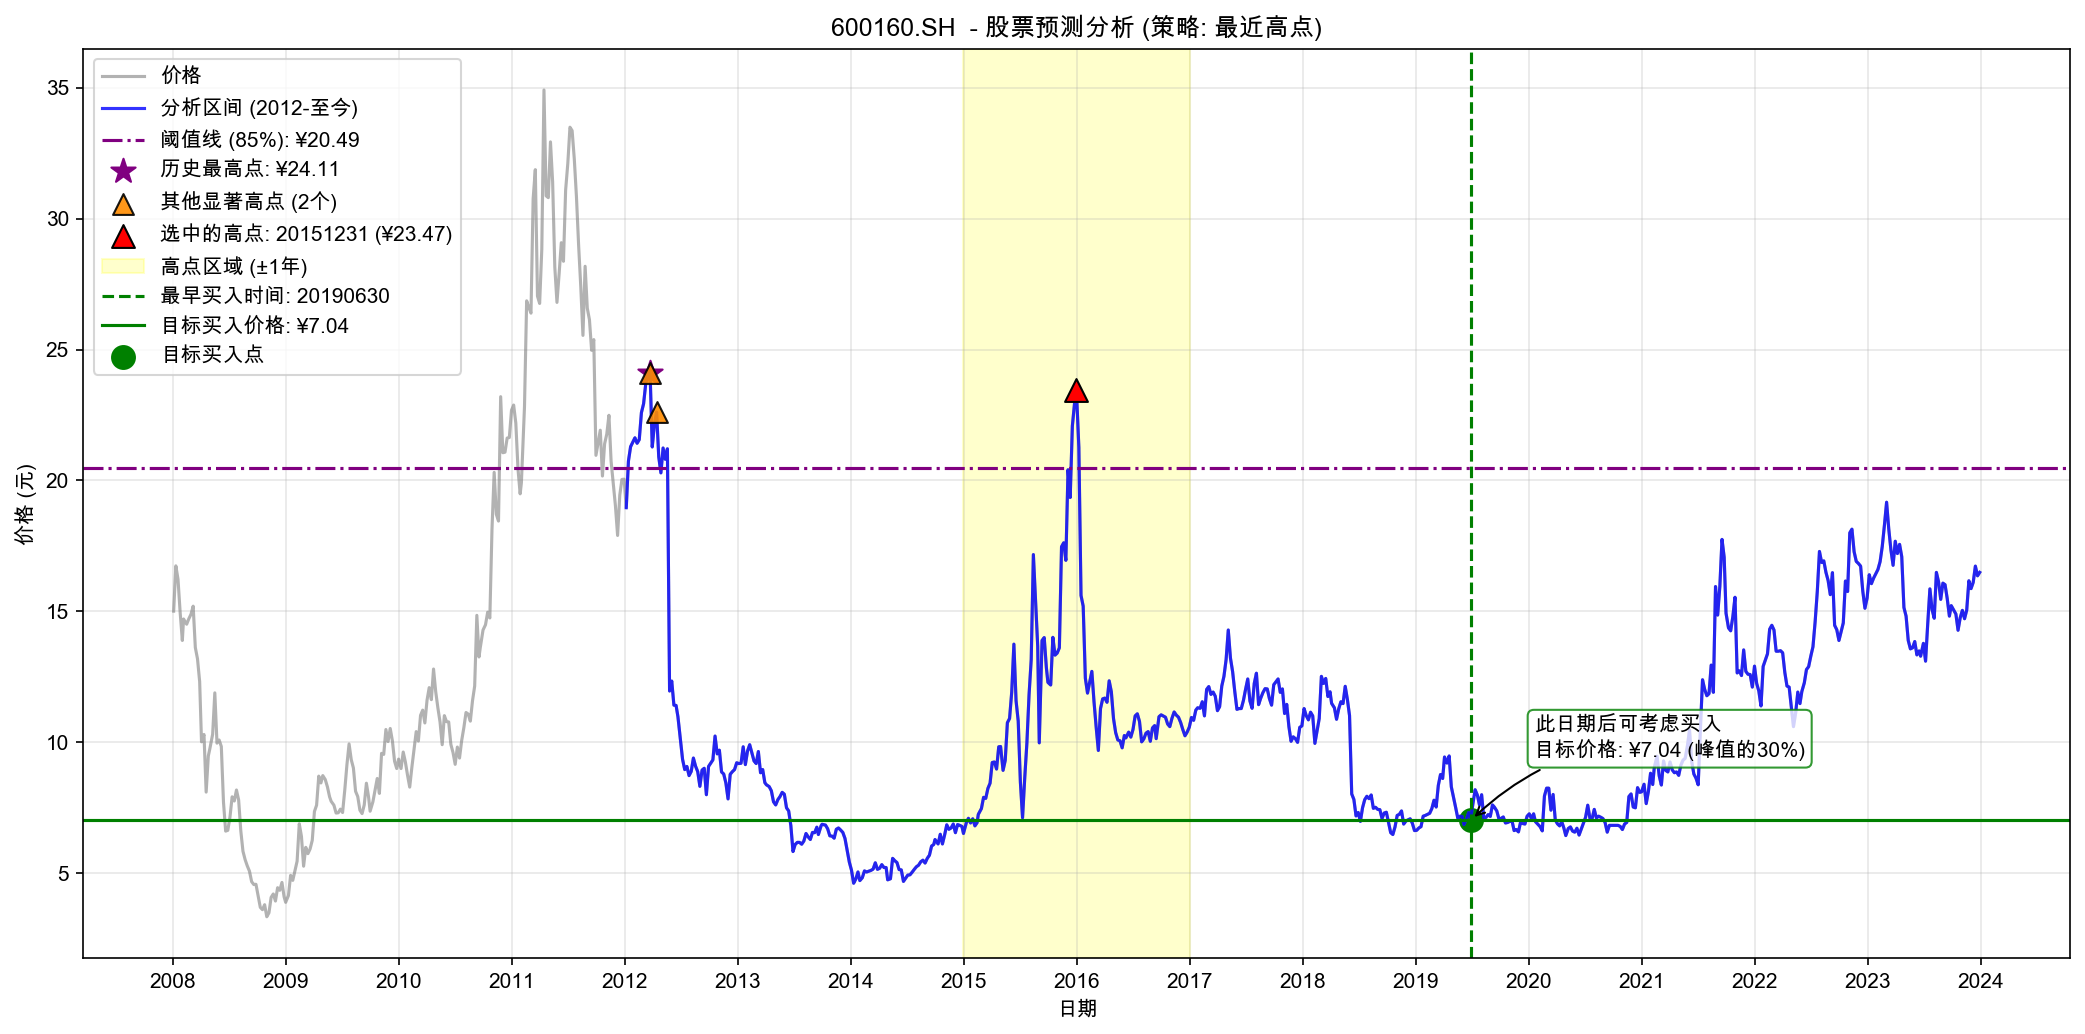 600160.SH - 股票预测分析 (策略: 最近高点)
价格
分析区间 (2012-至今)
阈值线 (85%): ¥20.49
历史最高点: ¥24.11
其他显著高点 (2个)
选中的高点: 20151231 (¥23.47)
高点区域 (±1年)
最早买入时间: 20190630
目标买入价格: ¥7.04
目标买入点
价格 (元)
35
30
25
20
15
10
5
此日期后可考虑买入
目标价格: ¥7.04 (峰值的30%)
2008 2009 2010 2011 2012 2013 2014 2015 2016 2017 2018 2019 2020 2021 2022 2023 2024
日期